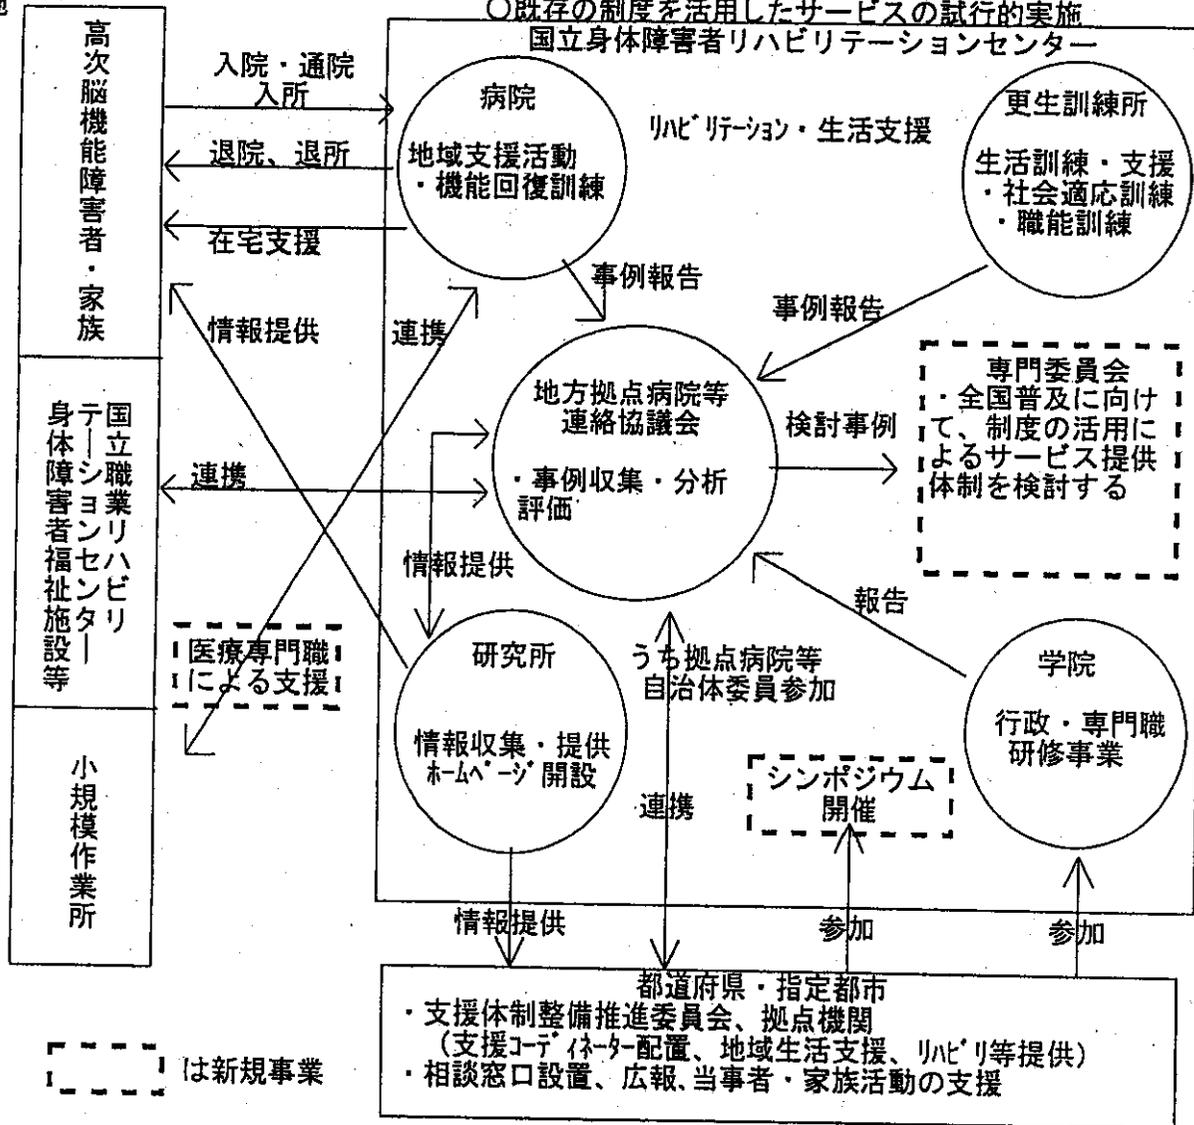 ○既存の制度を活用したサービスの試行的実施
国立身体障害者リハビリテーションセンター
高次脳機能障害者・家族
入院・通院
入所
退院、退所
在宅支援
病院
地域支援活動
・機能回復訓練
ﾘﾊﾋﾞﾘテーション・生活支援
更生訓練所
生活訓練・支援
・社会適応訓練
・職能訓練
事例報告
事例報告
情報提供
連携
地方拠点病院等
連絡協議会
・事例収集・分析
評価
検討事例
専門委員会
・全国普及に向け
て、制度の活用に
よるサービス提供
体制を検討する
国立職業リハビリ
テーションセンター
身体障害者福祉施設等
連携
情報提供
報告
医療専門職
による支援
研究所
情報収集・提供
ﾎｰﾑﾍﾟｰｼﾞ開設
うち拠点病院等
自治体委員参加
学院
行政・専門職
研修事業
小規模作業所
連携
シンポジウム
開催
情報提供
参加
参加
都道府県・指定都市
・支援体制整備推進委員会、拠点機関
（支援ｺｰﾃﾞｨﾈｰﾀｰ配置、地域生活支援、ﾘﾊﾋﾞﾘ等提供）
・相談窓口設置、広報、当事者・家族活動の支援
は新規事業